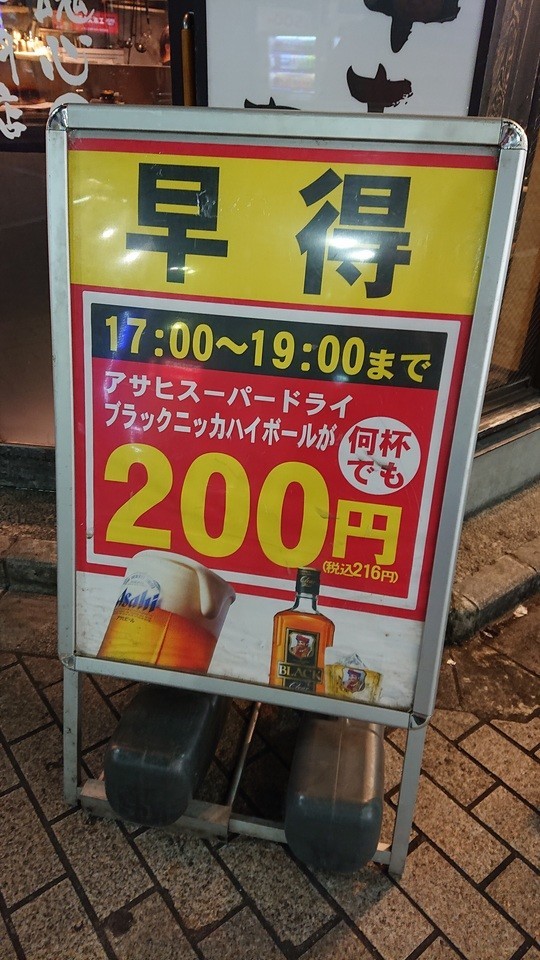 早得
17:00〜19:00まで
アサヒスーパードライ
ブラックニッカハイボールが
何杯
でも
200円
(税込216円)
Asahi
BLACK